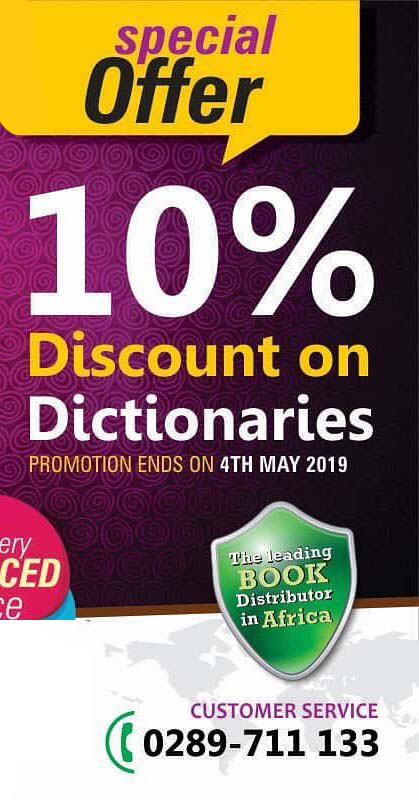 special
Offer
10%
Discount on
Dictionaries
PROMOTION ENDS ON 4TH MAY 2019
The leading
BOOK
Distributor
in Africa
CUSTOMER SERVICE
0289-711 133